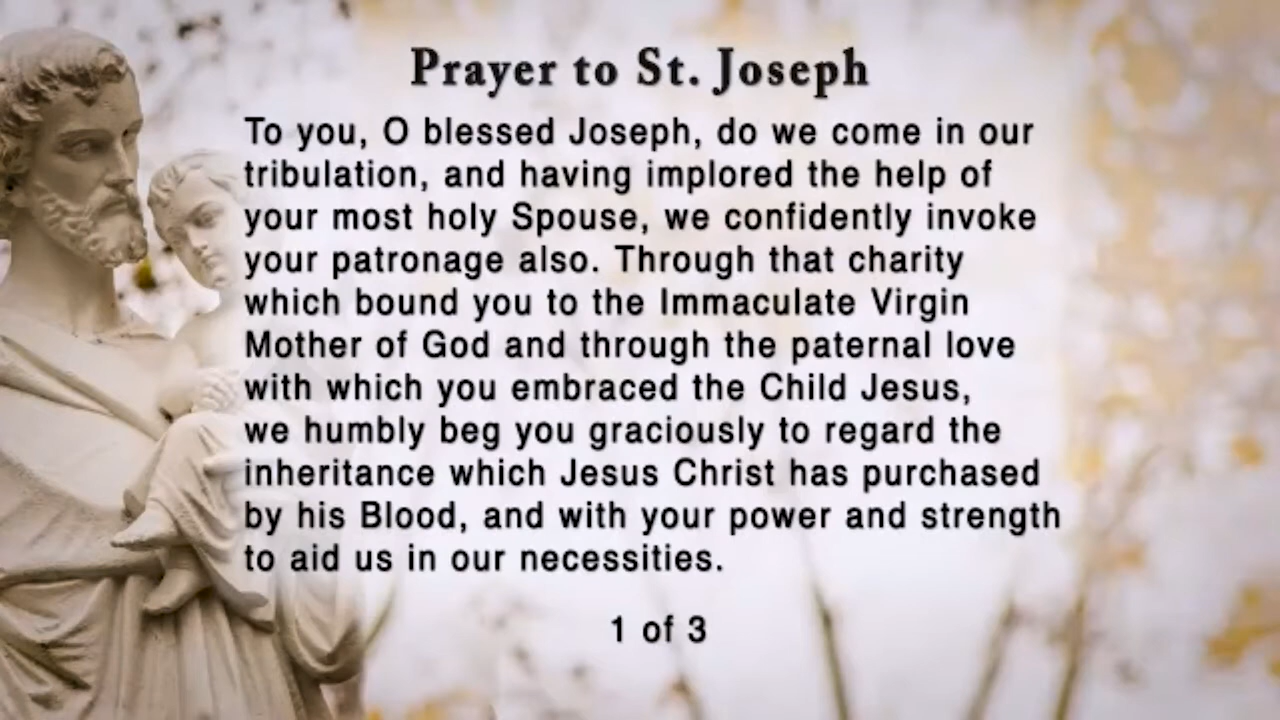 Prayer to St. Joseph
To you, O blessed Joseph, do we come in our
tribulation, and having implored the help of
your most holy Spouse, we confidently invoke
your patronage also. Through that charity
which bound you to the Immaculate Virgin
Mother of God and through the paternal love
with which you embraced the Child Jesus,
we humbly beg you graciously to regard the
inheritance which Jesus Christ has purchased
by his Blood, and with your power and strength
to aid us in our necessities.
1 of 3